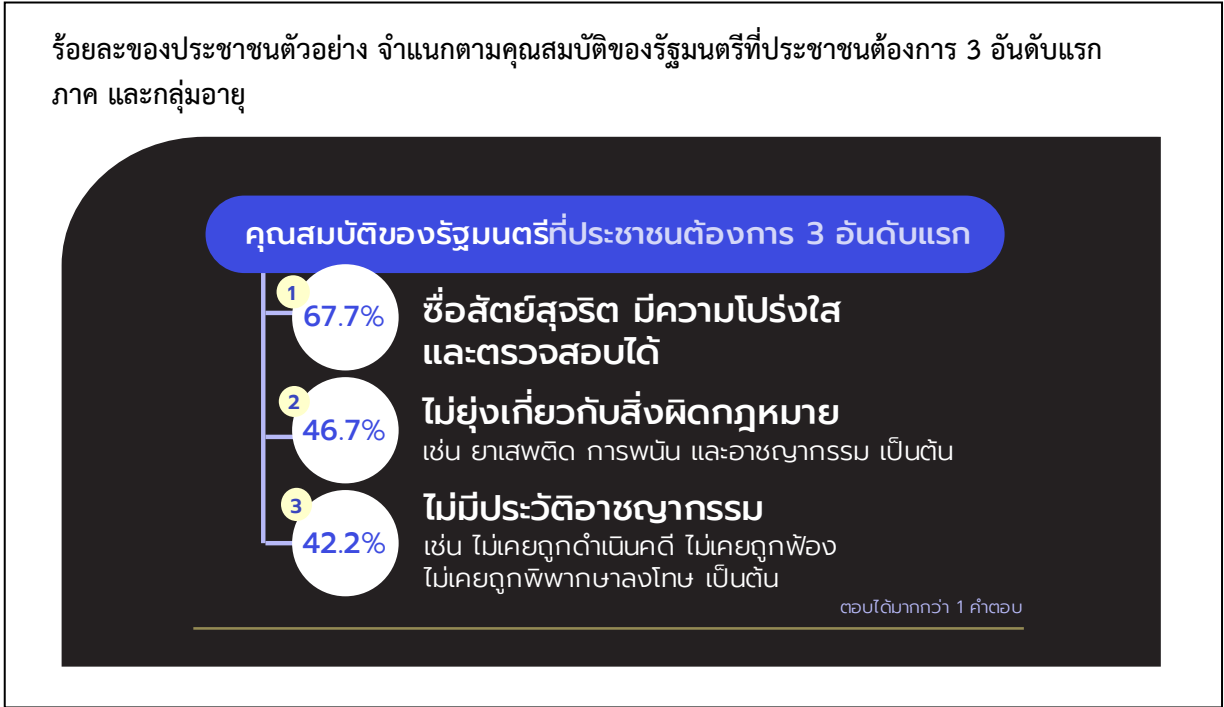 ร้อยละของประชาชนตัวอย่าง จำแนกตามคุณสมบัติของรัฐมนตรีที่ประชาชนต้องการ 3 อันดับแรก
ภาค และกลุ่มอายุ
คุณสมบัติของรัฐมนตรีที่ประชาชนต้องการ 3 อันดับแรก
1
67.7%
ซื่อสัตย์สุจริต มีความโปร่งใส
และตรวจสอบได้
2
46.7%
ไม่ยุ่งเกี่ยวกับสิ่งผิดกฎหมาย
เช่น ยาเสพติด การพนัน และอาชญากรรม เป็นต้น
3
42.2%
ไม่มีประวัติอาชญากรรม
เช่น ไม่เคยถูกดำเนินคดี ไม่เคยถูกฟ้อง
ไม่เคยถูกพิพากษาลงโทษ เป็นต้น
ตอบได้มากกว่า 1 คำตอบ